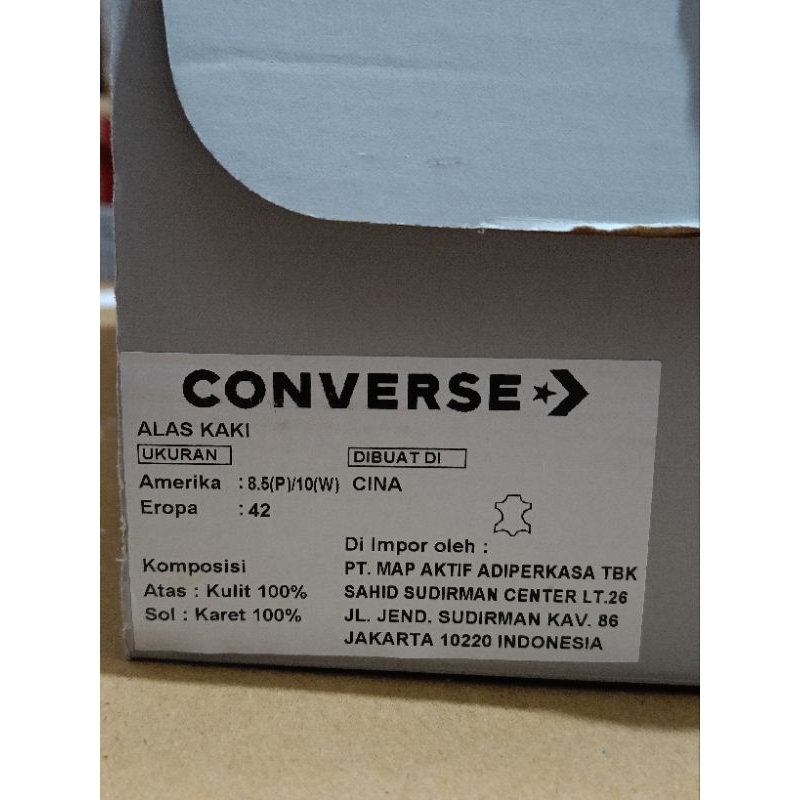 CONVERSE
ALAS KAKI
UKURAN
DIBUAT DI
Amerika : 8.5(P)/10(W)
CINA
Eropa : 42
Komposisi
Atas : Kulit 100%
Sol : Karet 100%
Di Impor oleh :
PT. MAP AKTIF ADIPERKASA TBK
SAHID SUDIRMAN CENTER LT.26
JL. JEND. SUDIRMAN KAV. 86
JAKARTA 10220 INDONESIA